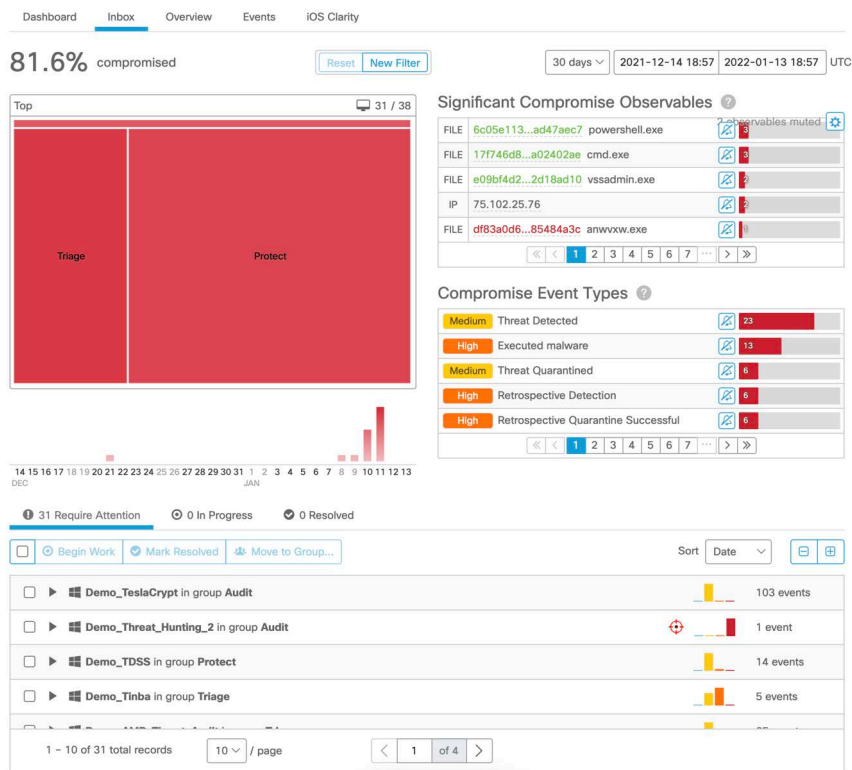 Dashboard Inbox Overview Events iOS Clarity
81.6% compromised
Reset New Filter
30 days 2021-12-14 18:57 2022-01-13 18:57 UTC
Top 31 / 38
Triage
Protect
14 15 16 17 18 19 20 21 22 23 24 25 26 27 28 29 30 31 1 2 3 4 5 6 7 8 9 10 11 12 13
DEC JAN
Significant Compromise Observables ?
observables muted
FILE 6c05e113...ad47aec7 powershell.exe 3
FILE 17f746d8...a02402ae cmd.exe 3
FILE e09bf4d2...2d18ad10 vssadmin.exe 2
IP 75.102.25.76 2
FILE df83a0d6...85484a3c anwvxw.exe
1 2 3 4 5 6 7 ...
Compromise Event Types ?
Medium Threat Detected 23
High Executed malware 13
Medium Threat Quarantined 6
High Retrospective Detection 6
High Retrospective Quarantine Successful 6
1 2 3 4 5 6 7 ...
31 Require Attention 0 In Progress 0 Resolved
Begin Work Mark Resolved Move to Group...
Sort Date
Demo_TeslaCrypt in group Audit 103 events
Demo_Threat_Hunting_2 in group Audit 1 event
Demo_TDSS in group Protect 14 events
Demo_Tinba in group Triage 5 events
1 – 10 of 31 total records 10 / page 1 of 4